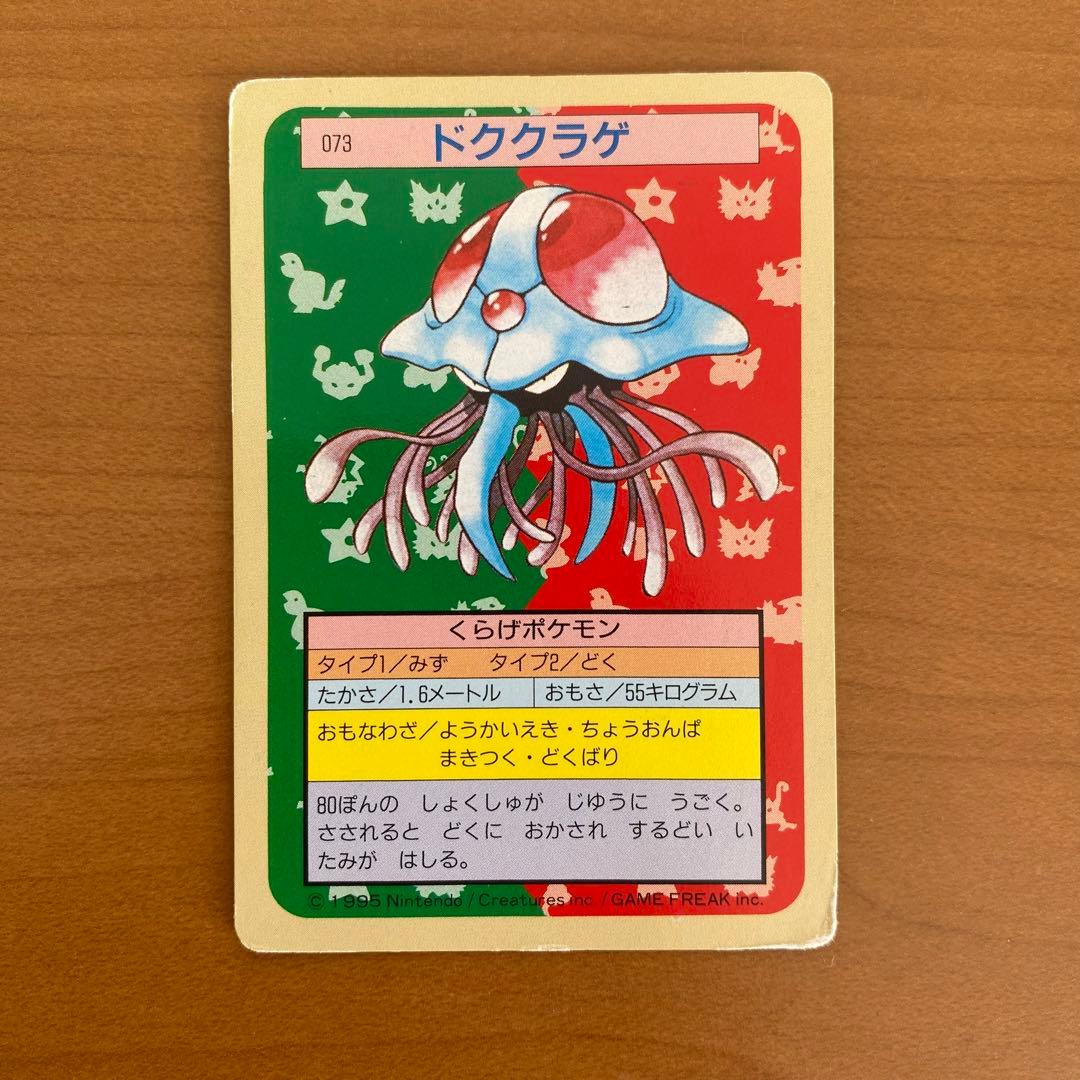 073 ドククラゲ
くらげポケモン
タイプ1／みず　タイプ2／どく
たかさ／1.6メートル　おもさ／55キログラム
おもなわざ／ようかいえき・ちょうおんぱ
まきつく・どくばり
80ぽんの　しょくしゅが　じゆうに　うごく。
さされると　どくに　おかされ　するどい　い
たみが　はしる。
© 1995 Nintendo / Creatures inc. / GAME FREAK inc.